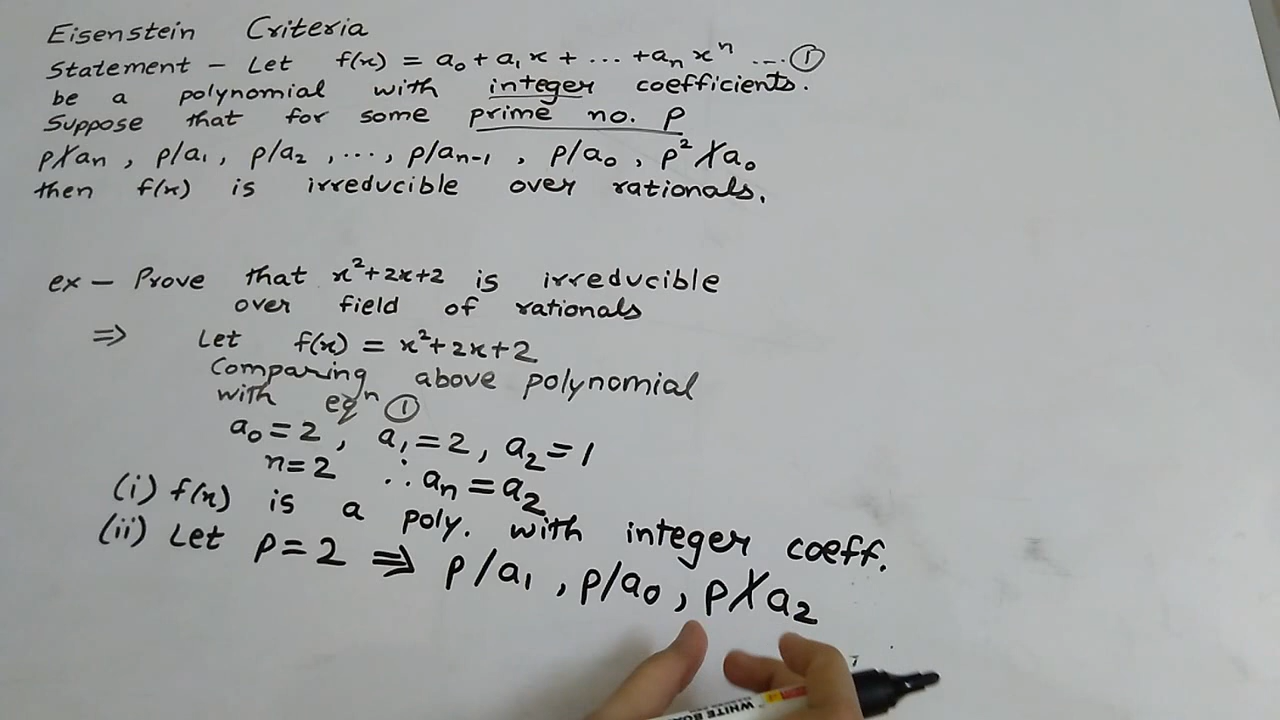 Eisenstein Criteria
Statement - Let f(x) = a₀ + a₁x + ... + aₙxⁿ ... ①
be a polynomial with integer coefficients.
Suppose that for some prime no. p
p∤aₙ, p/a₁, p/a₂, ..., p/aₙ₋₁, p/a₀, p²∤a₀
then f(x) is irreducible over rationals.
ex - Prove that x²+2x+2 is irreducible
over field of rationals
⇒ Let f(x) = x²+2x+2
Comparing above polynomial
with eqⁿ ①
a₀=2, a₁=2, a₂=1
n=2 ∴ aₙ=a₂
(i) f(x) is a poly. with integer coeff.
(ii) Let p=2 ⇒ p/a₁, p/a₀, p∤a₂
WHITE BO